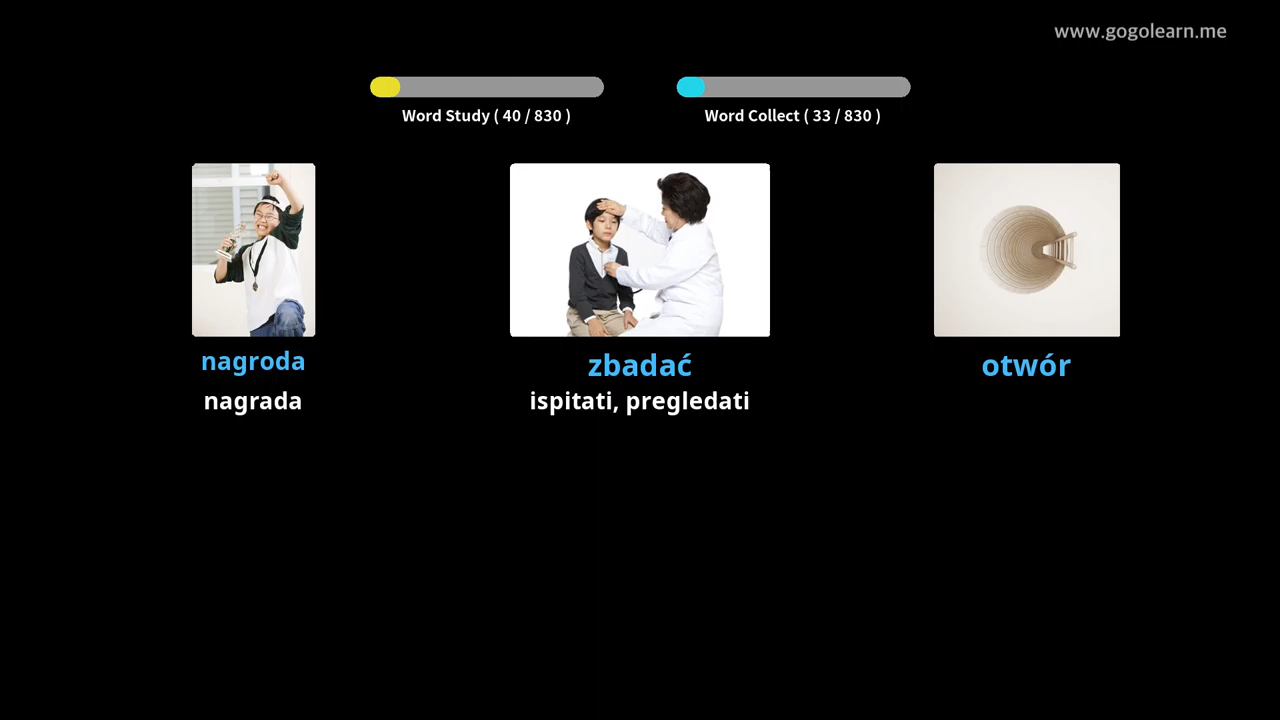 www.gogolearn.me
Word Study ( 40 / 830 )
Word Collect ( 33 / 830 )
nagroda
zbadać
otwór
nagrada
ispitati, pregledati